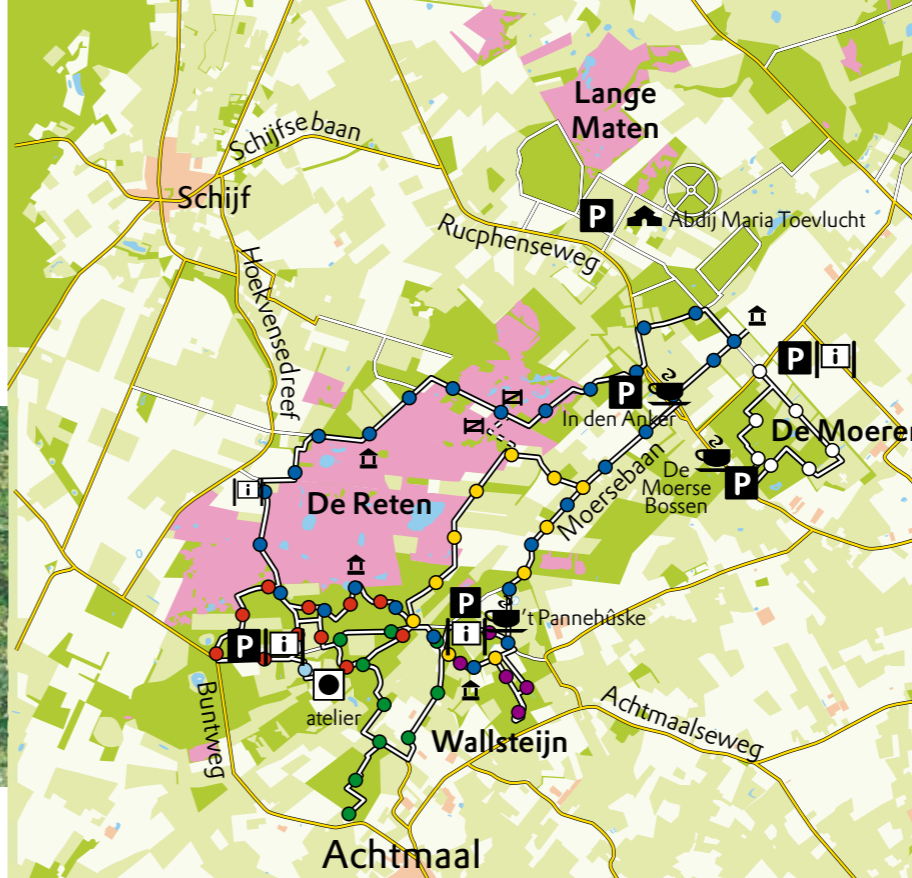 Lange
Maten
Schijfse baan
Schijf
P
Abdij Maria Toevlucht
Rucphenseweg
Hoekvensedreef
P i
P
In den Anker
De Moeren
De
Moerse
Bossen
P
Moersebaan
i
De Reten
P
't Pannehûske
i
P i
atelier
Buntweg
Wallsteijn
Achtmaalseweg
Achtmaal